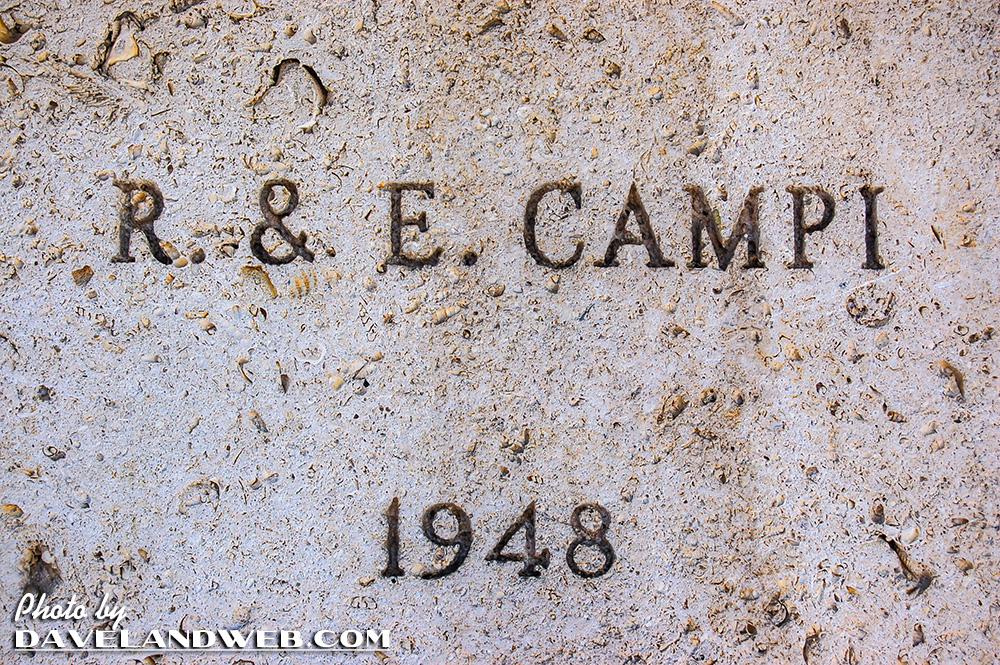 R. & E. CAMPI
1948
Photo by
DAVELANDWEB.COM